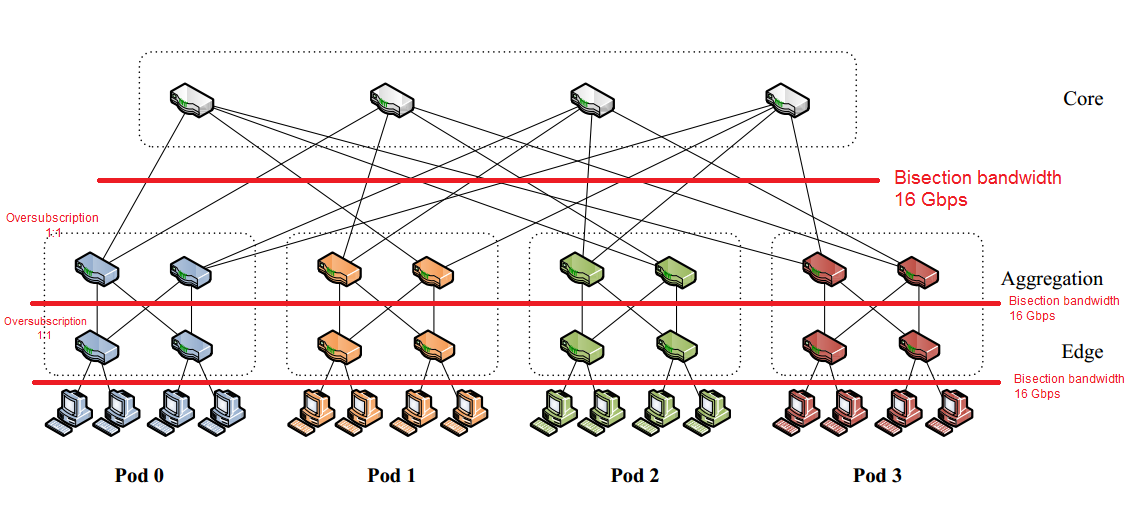 Core
Bisection bandwidth
16 Gbps
Oversubscription
1:1
Aggregation
Bisection bandwidth
16 Gbps
Oversubscription
1:1
Edge
Bisection bandwidth
16 Gbps
Pod 0
Pod 1
Pod 2
Pod 3